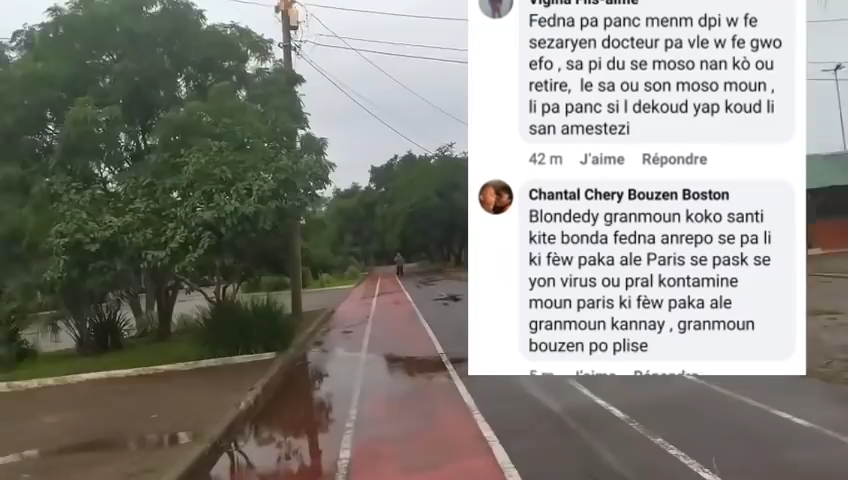 Fedna pa panc menm dpi w fe
sezaryen docteur pa vle w fe gwo
efo , sa pi du se moso nan kò ou
retire, le sa ou son moso moun ,
li pa panc si l dekoud yap koud li
san amestezi
42 m J'aime Répondre
Chantal Chery Bouzen Boston
Blondedy granmoun koko santi
kite bonda fedna anrepo se pa li
ki fèw paka ale Paris se pask se
yon virus ou pral kontamine
moun paris ki fèw paka ale
granmoun kannay , granmoun
bouzen po plise